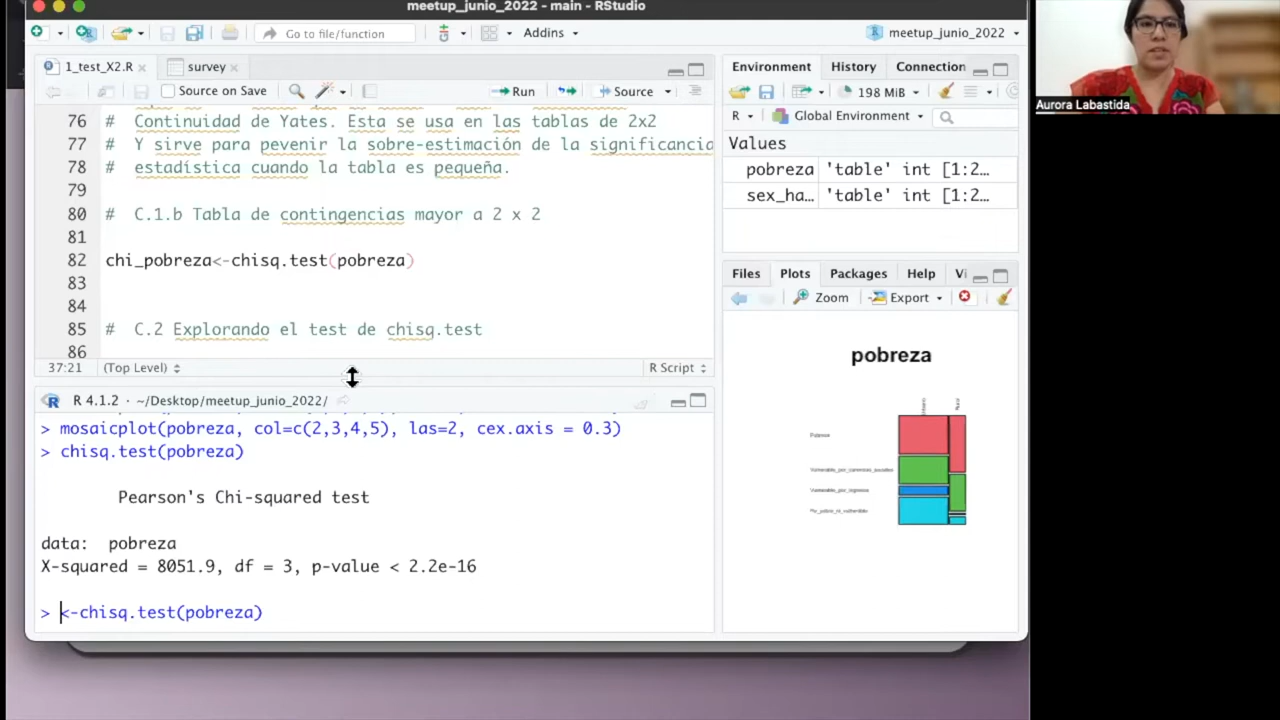 meetup_junio_2022 - main - RStudio
Go to file/function
Addins
meetup_junio_2022
1_test_X2.R
survey
Source on Save
Run
Source
76 # Continuidad de Yates. Esta se usa en las tablas de 2x2
77 # Y sirve para pevenir la sobre-estimación de la significancia
78 # estadística cuando la tabla es pequeña.
79
80 # C.1.b Tabla de contingencias mayor a 2 x 2
81
82 chi_pobreza<-chisq.test(pobreza)
83
84
85 # C.2 Explorando el test de chisq.test
86
37:21 (Top Level) R Script
R 4.1.2 · ~/Desktop/meetup_junio_2022/
> mosaicplot(pobreza, col=c(2,3,4,5), las=2, cex.axis = 0.3)
> chisq.test(pobreza)
Pearson's Chi-squared test
data: pobreza
X-squared = 8051.9, df = 3, p-value < 2.2e-16
> <-chisq.test(pobreza)
Environment History Connection
198 MiB
R Global Environment
Values
pobreza 'table' int [1:2…
sex_ha… 'table' int [1:2…
Files Plots Packages Help Vi
Zoom Export
pobreza
Pobreza
Vulnerable_por_carencias_sociales
Vulnerable_por_ingresos
Aurora Labastida